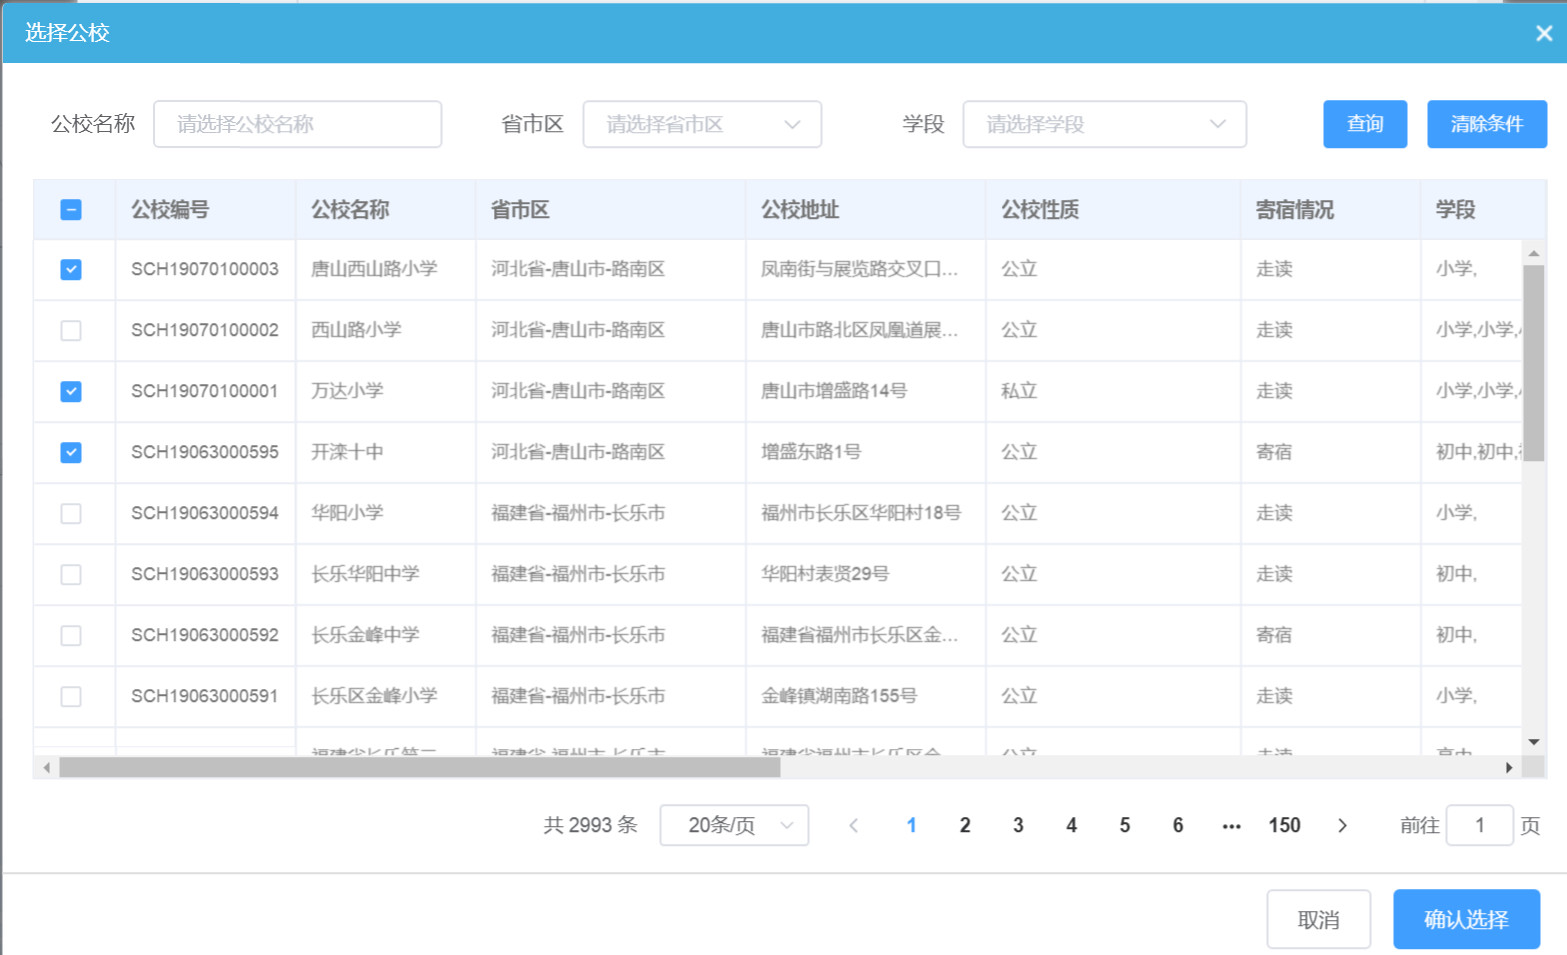 选择公校
公校名称 请选择公校名称 省市区 请选择省市区 学段 请选择学段 查询 清除条件
公校编号 公校名称 省市区 公校地址 公校性质 寄宿情况 学段
SCH19070100003 唐山西山路小学 河北省-唐山市-路南区 凤南街与展览路交叉口... 公立 走读 小学,
SCH19070100002 西山路小学 河北省-唐山市-路南区 唐山市路北区凤凰道展... 公立 走读 小学,小学,
SCH19070100001 万达小学 河北省-唐山市-路南区 唐山市增盛路14号 私立 走读 小学,小学,
SCH19063000595 开滦十中 河北省-唐山市-路南区 增盛东路1号 公立 寄宿 初中,初中,
SCH19063000594 华阳小学 福建省-福州市-长乐市 福州市长乐区华阳村18号 公立 走读 小学,
SCH19063000593 长乐华阳中学 福建省-福州市-长乐市 华阳村表贤29号 公立 走读 初中,
SCH19063000592 长乐金峰中学 福建省-福州市-长乐市 福建省福州市长乐区金... 公立 寄宿 初中,
SCH19063000591 长乐区金峰小学 福建省-福州市-长乐市 金峰镇湖南路155号 公立 走读 小学,
福建省-福州市-长乐市 公立 走读
共 2993 条 20条/页 1 2 3 4 5 6 ... 150 前往 1 页
取消 确认选择